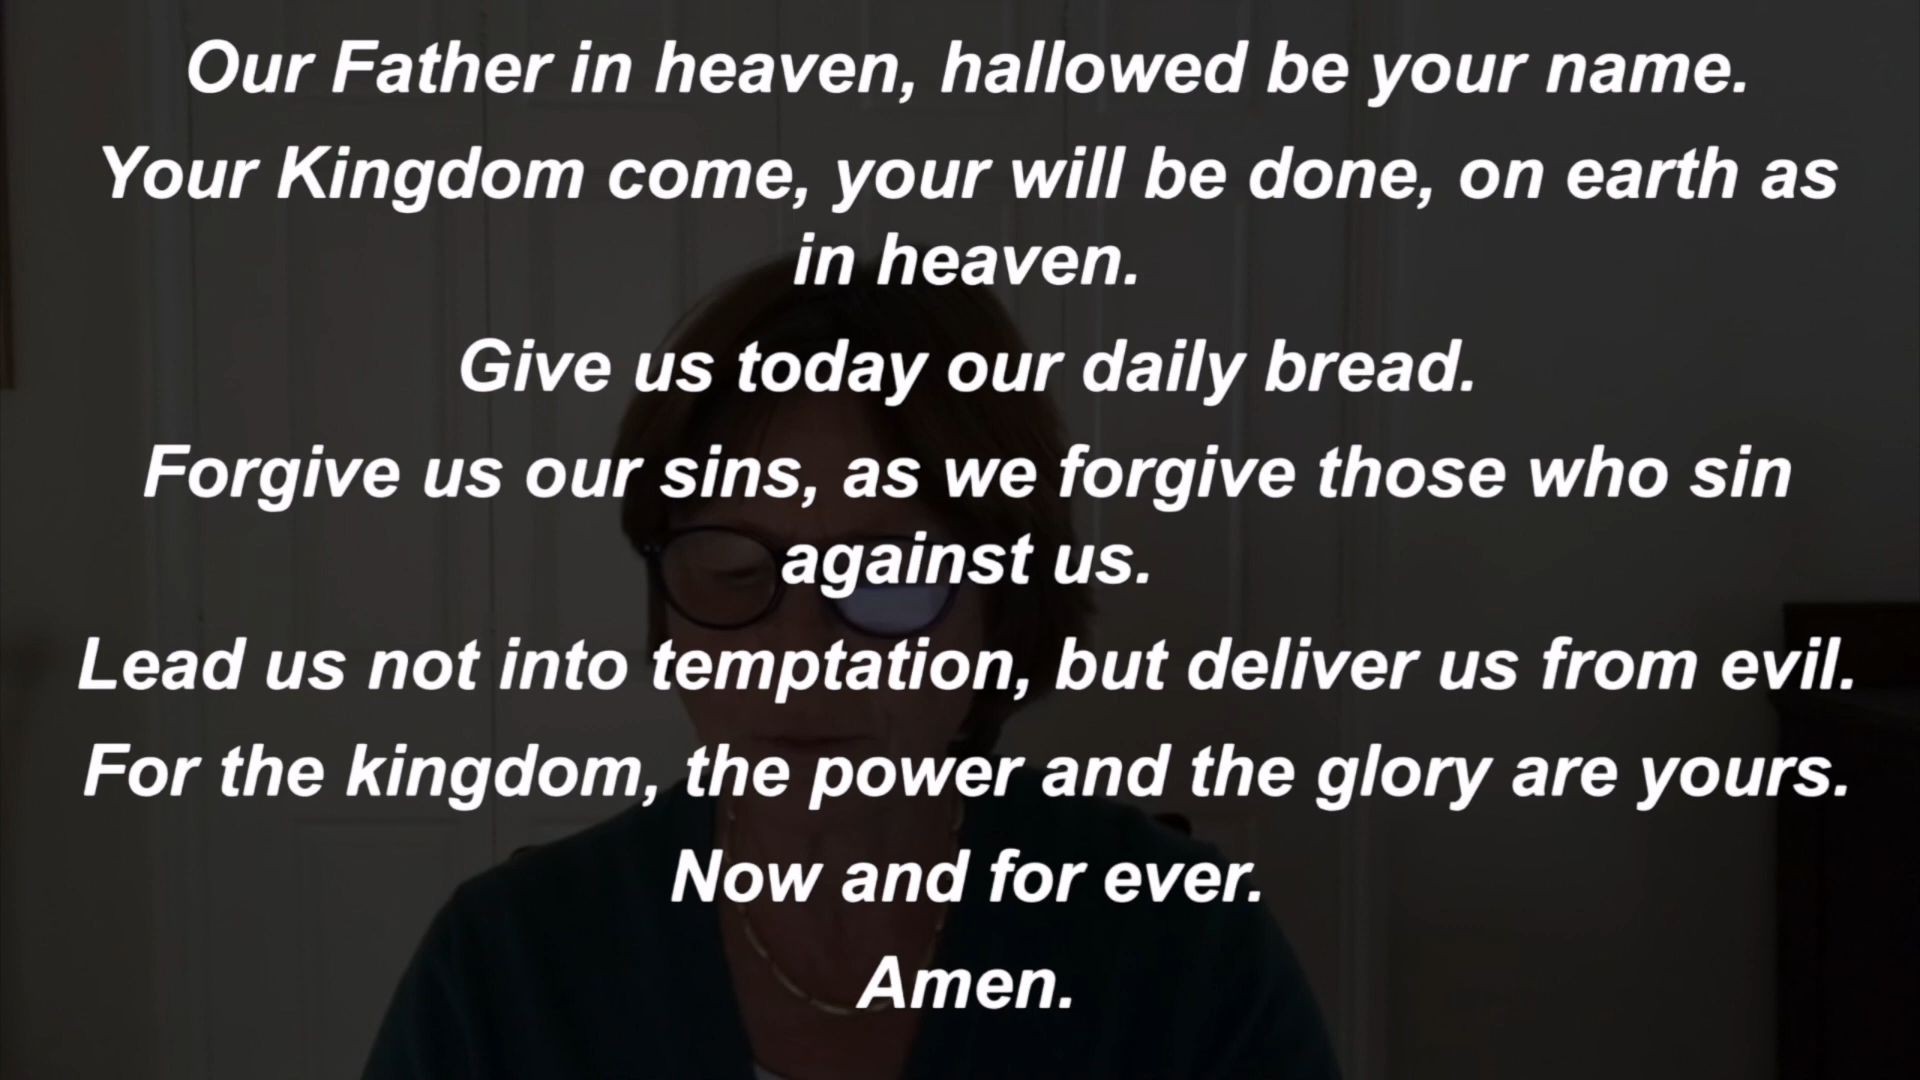 Our Father in heaven, hallowed be your name.
Your Kingdom come, your will be done, on earth as
in heaven.
Give us today our daily bread.
Forgive us our sins, as we forgive those who sin
against us.
Lead us not into temptation, but deliver us from evil.
For the kingdom, the power and the glory are yours.
Now and for ever.
Amen.